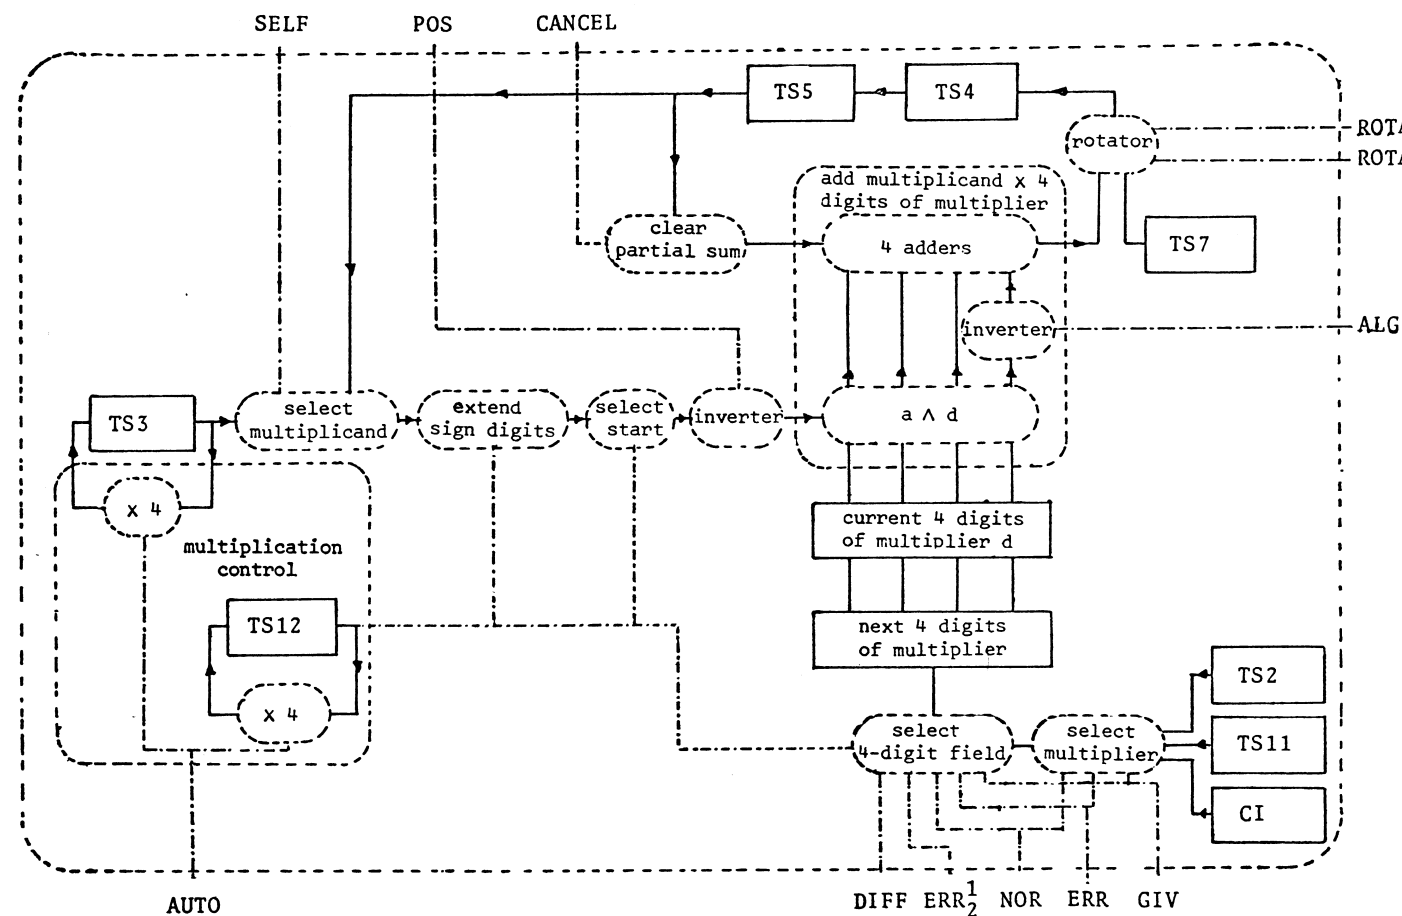 SELF POS CANCEL
TS5 TS4
ROTA
rotator
ROTA
add multiplicand x 4
digits of multiplier
clear
partial sum
4 adders
TS7
inverter
ALG
TS3
select
multiplicand
extend
sign digits
select
start
inverter
a ∧ d
x 4
current 4 digits
of multiplier d
multiplication
control
TS12
next 4 digits
of multiplier
x 4
select
4-digit field
select
multiplier
TS2
TS11
CI
AUTO
DIFF ERR½ NOR ERR GIV